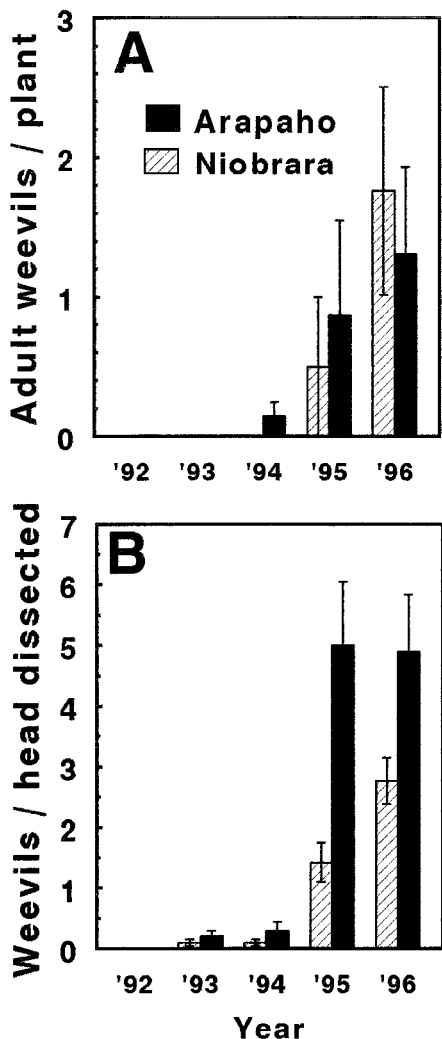 A
Adult weevils / plant
3
2
1
0
Arapaho
Niobrara
'92 '93 '94 '95 '96
B
Weevils / head dissected
7
6
5
4
3
2
1
0
'92 '93 '94 '95 '96
Year